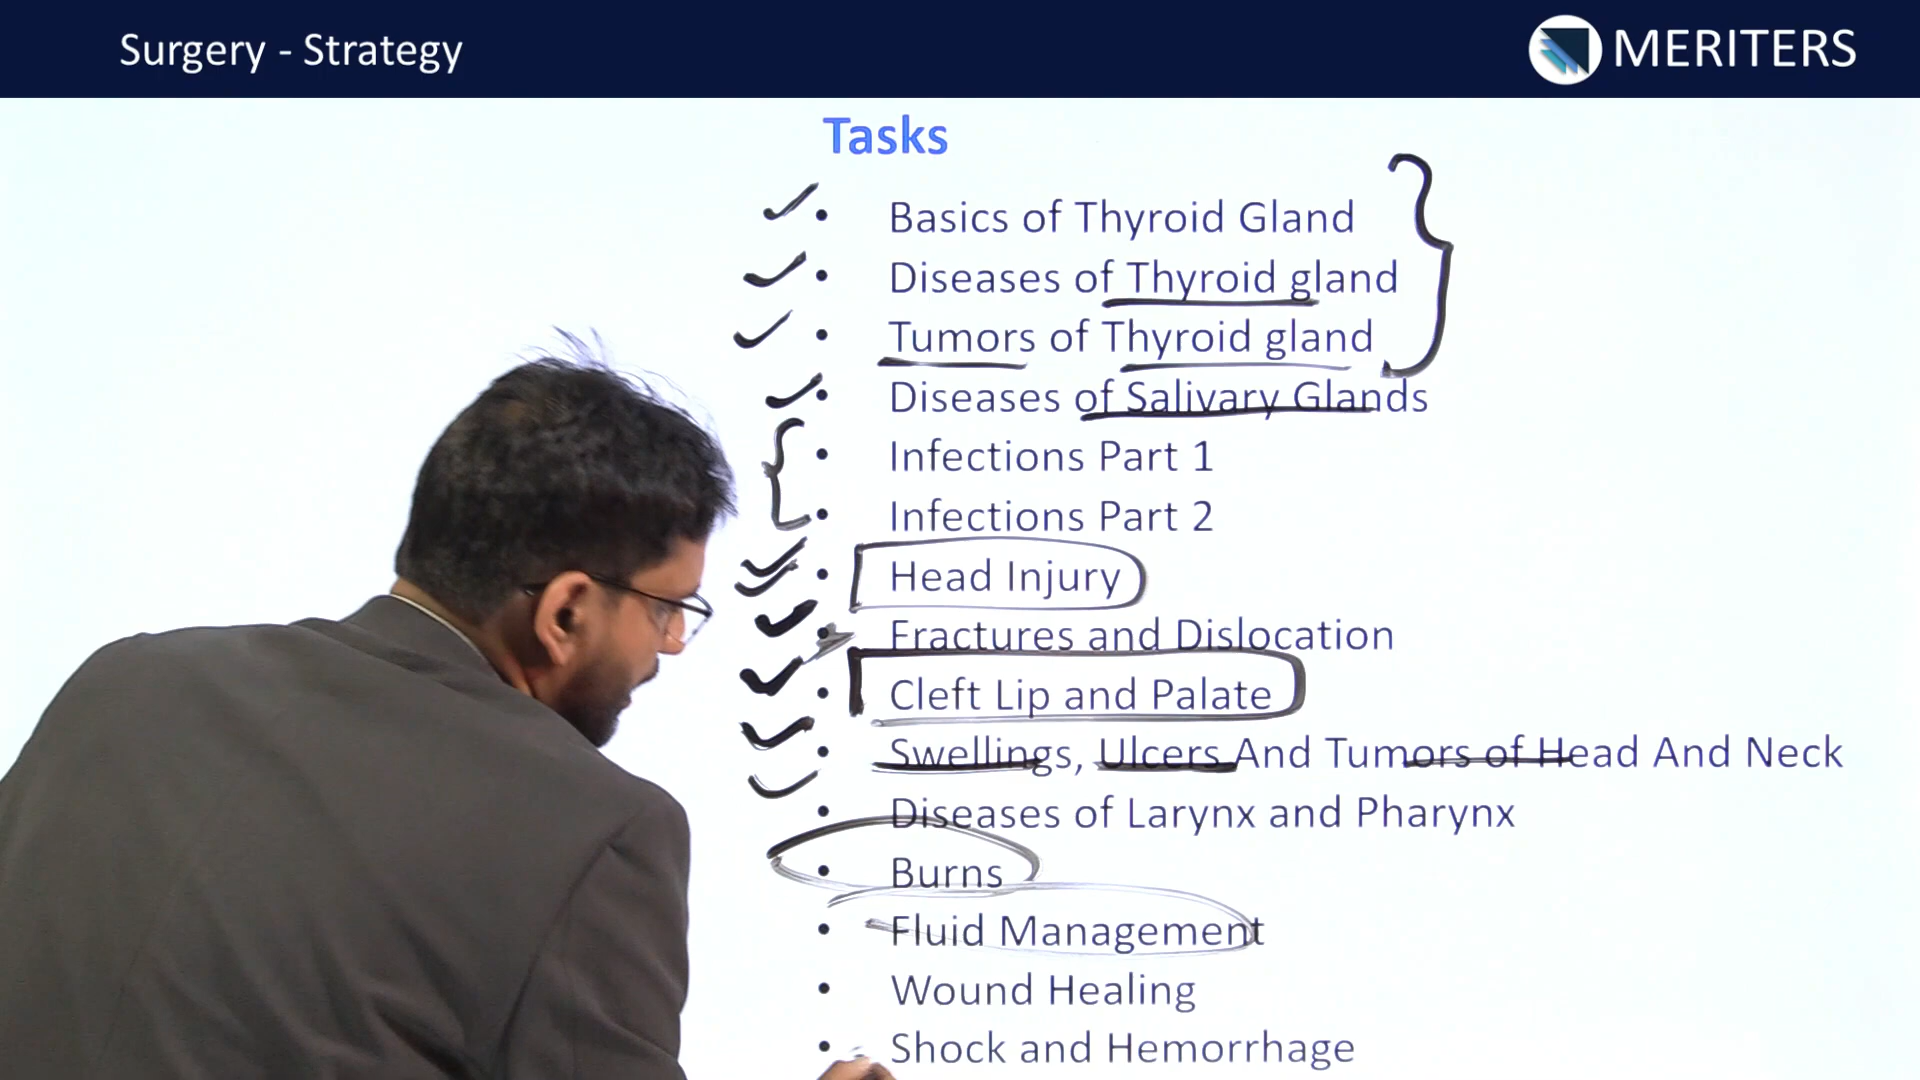 Surgery - Strategy
MERITERS
Tasks
• Basics of Thyroid Gland
• Diseases of Thyroid gland
• Tumors of Thyroid gland
• Diseases of Salivary Glands
• Infections Part 1
• Infections Part 2
• Head Injury
• Fractures and Dislocation
• Cleft Lip and Palate
• Swellings, Ulcers And Tumors of Head And Neck
• Diseases of Larynx and Pharynx
• Burns
• Fluid Management
• Wound Healing
• Shock and Hemorrhage